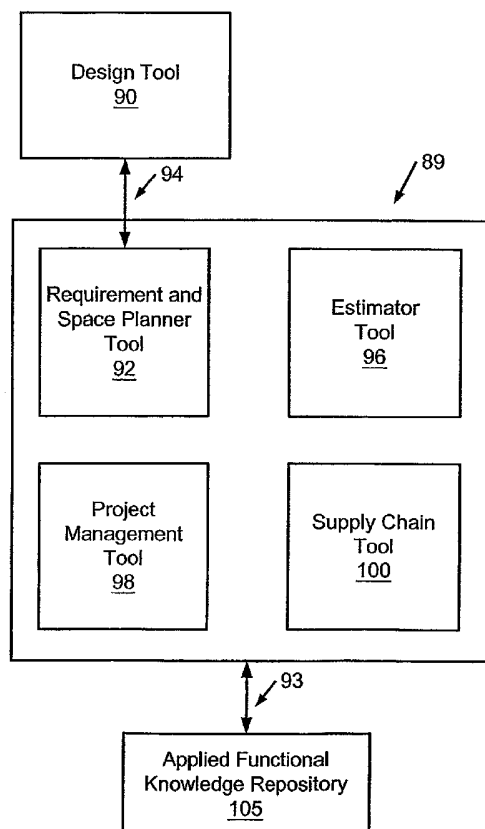 Design Tool
90
94
89
Requirement and
Space Planner
Tool
92
Estimator
Tool
96
Project
Management
Tool
98
Supply Chain
Tool
100
93
Applied Functional
Knowledge Repository
105